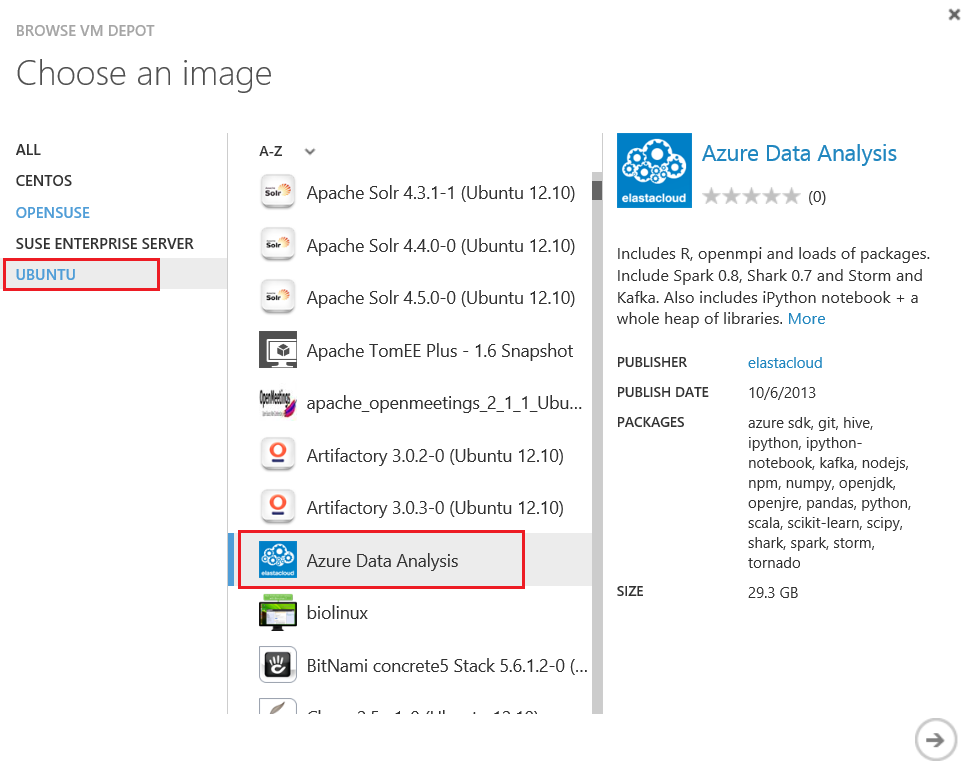 BROWSE VM DEPOT
Choose an image
ALL
CENTOS
OPENSUSE
SUSE ENTERPRISE SERVER
UBUNTU
A-Z
Apache Solr 4.3.1-1 (Ubuntu 12.10)
Apache Solr 4.4.0-0 (Ubuntu 12.10)
Apache Solr 4.5.0-0 (Ubuntu 12.10)
Apache TomEE Plus - 1.6 Snapshot
apache_openmeetings_2_1_1_Ubu...
Artifactory 3.0.2-0 (Ubuntu 12.10)
Artifactory 3.0.3-0 (Ubuntu 12.10)
Azure Data Analysis
biolinux
BitNami concrete5 Stack 5.6.1.2-0 (...
elastacloud
Azure Data Analysis
(0)
Includes R, openmpi and loads of packages.
Include Spark 0.8, Shark 0.7 and Storm and
Kafka. Also includes iPython notebook + a
whole heap of libraries. More
PUBLISHER elastacloud
PUBLISH DATE 10/6/2013
PACKAGES azure sdk, git, hive,
ipython, ipython-
notebook, kafka, nodejs,
npm, numpy, openjdk,
openjre, pandas, python,
scala, scikit-learn, scipy,
shark, spark, storm,
tornado
SIZE 29.3 GB